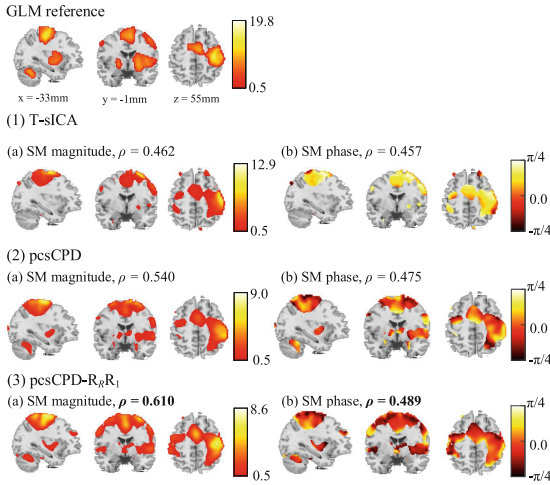 GLM reference
19.8
0.5
x = -33mm y = -1mm z = 55mm
(1) T-sICA
(a) SM magnitude, ρ = 0.462
12.9
0.5
(b) SM phase, ρ = 0.457
π/4
0.0
-π/4
(2) pcsCPD
(a) SM magnitude, ρ = 0.540
9.0
0.5
(b) SM phase, ρ = 0.475
π/4
0.0
-π/4
(3) pcsCPD-R_RR_1
(a) SM magnitude, ρ = 0.610
8.6
0.5
(b) SM phase, ρ = 0.489
π/4
0.0
-π/4